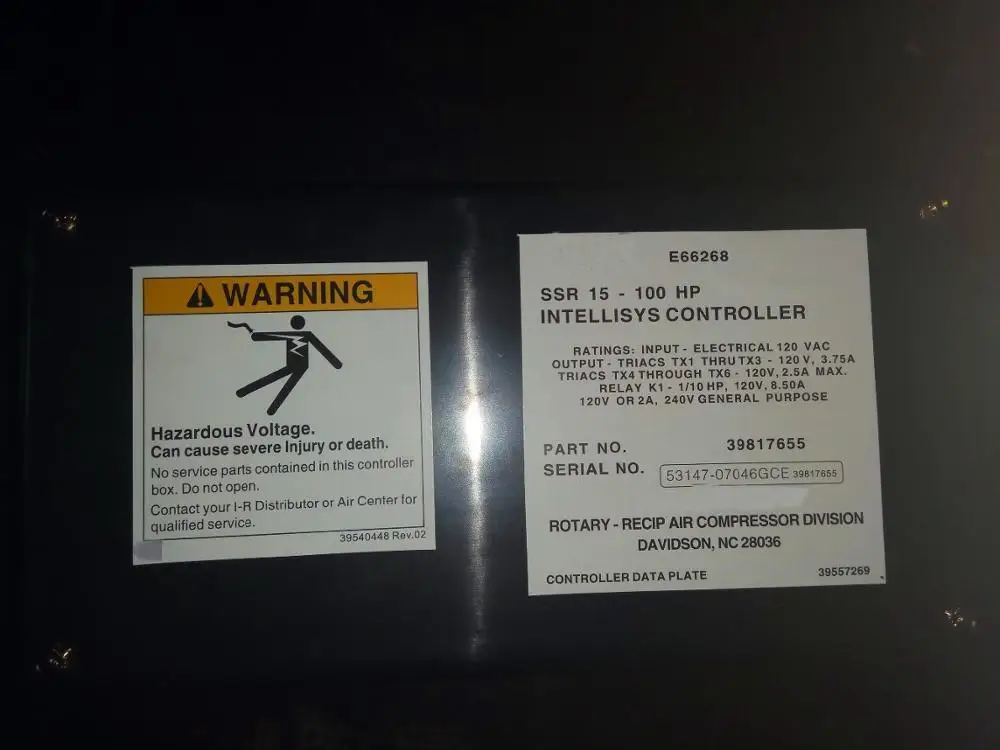 WARNING
Hazardous Voltage.
Can cause severe Injury or death.
No service parts contained in this controller
box. Do not open.
Contact your I-R Distributor or Air Center for
qualified service.
39540448 Rev.02
E66268
SSR 15 - 100 HP
INTELLISYS CONTROLLER
RATINGS: INPUT - ELECTRICAL 120 VAC
OUTPUT - TRIACS TX1 THRU TX3 - 120 V, 3.75A
TRIACS TX4 THROUGH TX6 - 120V, 2.5A MAX.
RELAY K1 - 1/10 HP, 120V, 8.50A
120V OR 2A, 240V GENERAL PURPOSE
PART NO. 39817655
SERIAL NO. 53147-07046GCE 39817655
ROTARY - RECIP AIR COMPRESSOR DIVISION
DAVIDSON, NC 28036
CONTROLLER DATA PLATE 39557269